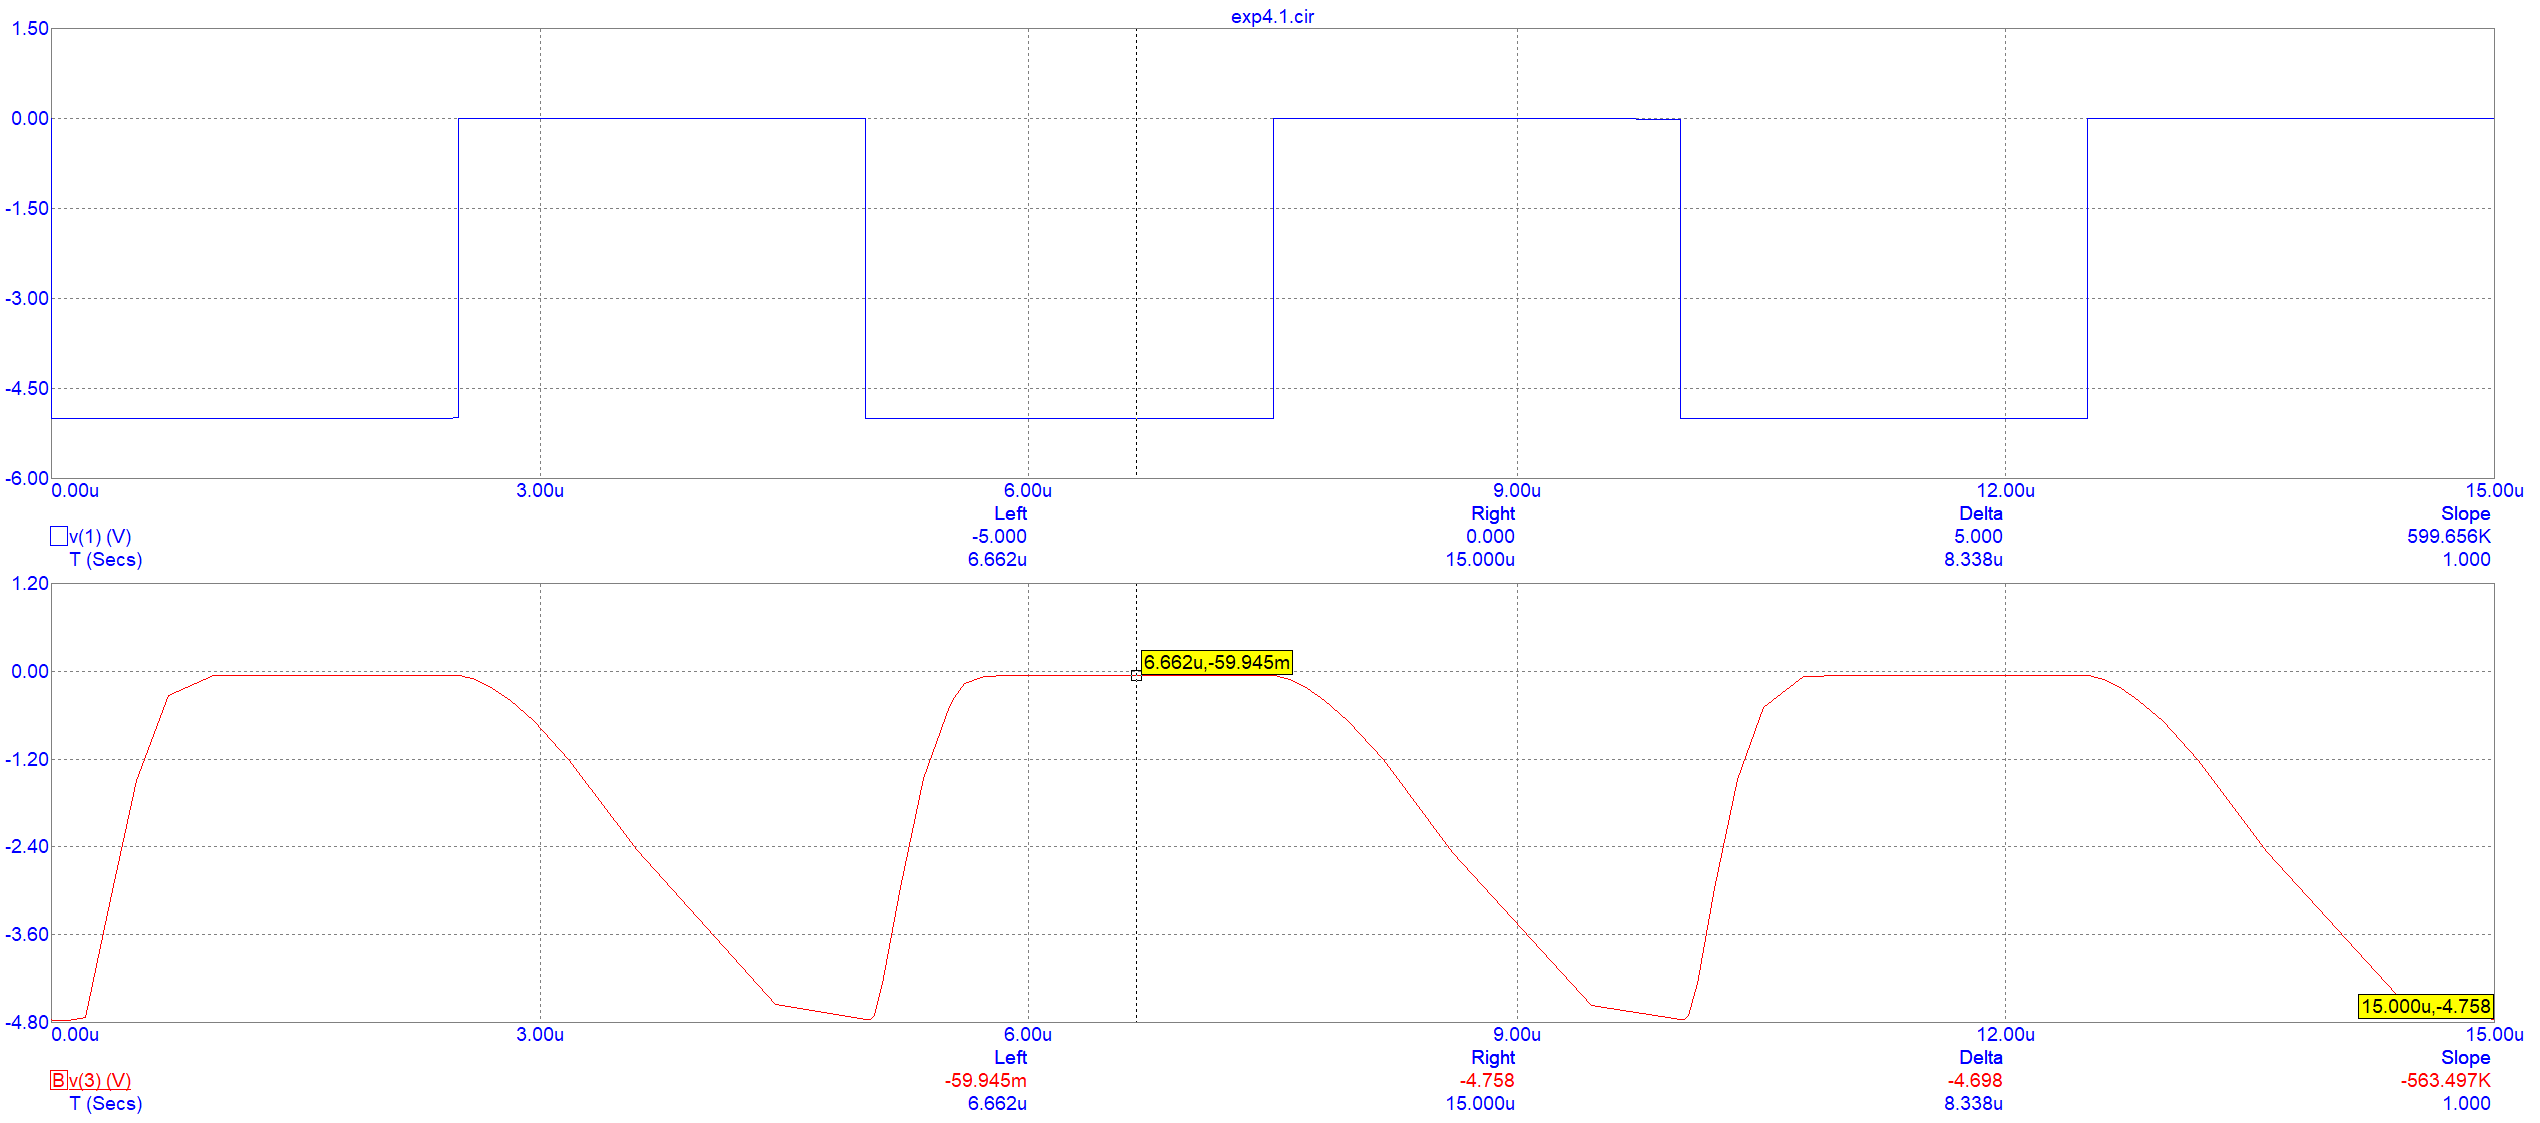 exp4.1.cir
1.50
0.00
-1.50
-3.00
-4.50
-6.00
0.00u 3.00u 6.00u 9.00u 12.00u 15.00u
Left Right Delta Slope
v(1) (V) -5.000 0.000 5.000 599.656K
T (Secs) 6.662u 15.000u 8.338u 1.000
1.20
6.662u,-59.945m
0.00
-1.20
-2.40
-3.60
15.000u,-4.758
-4.80
0.00u 3.00u 6.00u 9.00u 12.00u 15.00u
Left Right Delta Slope
B v(3) (V) -59.945m -4.758 -4.698 -563.497K
T (Secs) 6.662u 15.000u 8.338u 1.000